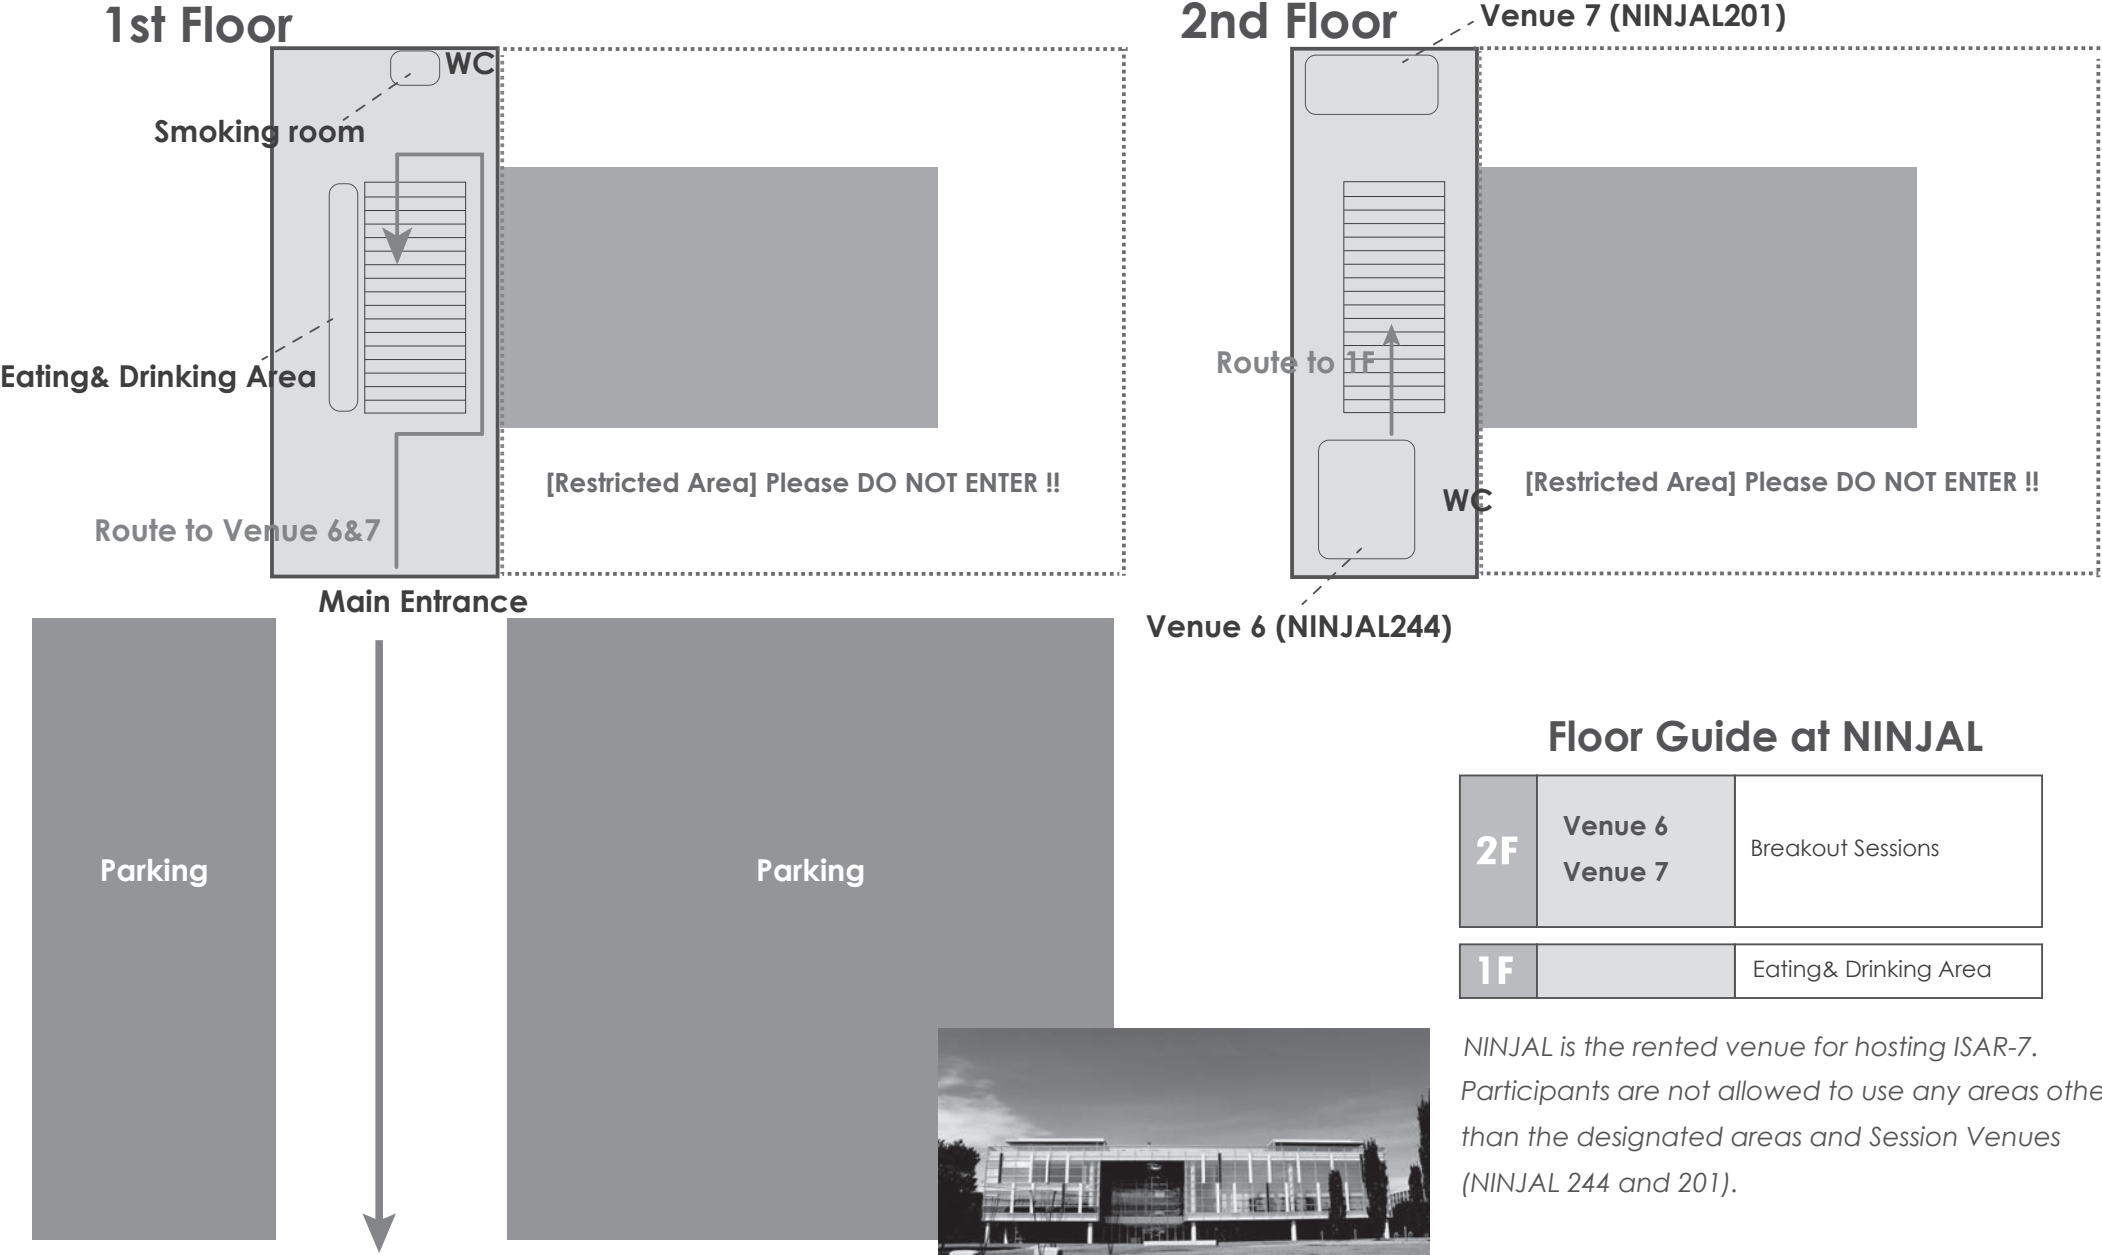 1st Floor
WC
Smoking room
Eating& Drinking Area
[Restricted Area] Please DO NOT ENTER !!
Route to Venue 6&7
Main Entrance
Parking
Parking
2nd Floor
Venue 7 (NINJAL201)
Route to 1F
[Restricted Area] Please DO NOT ENTER !!
WC
Venue 6 (NINJAL244)
Floor Guide at NINJAL
2F
Venue 6
Venue 7
Breakout Sessions
1F
Eating& Drinking Area
NINJAL is the rented venue for hosting ISAR-7.
Participants are not allowed to use any areas othe
than the designated areas and Session Venues
(NINJAL 244 and 201).